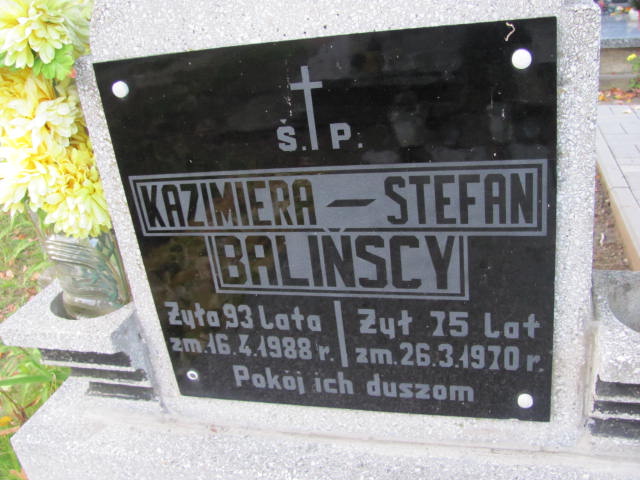 Ś. P.
KAZIMIERA – STEFAN
BALIŃSCY
Żyła 93 Lata Żył 75 Lat
zm. 16.4.1988 r. zm. 26.3.1970 r.
Pokój ich duszom